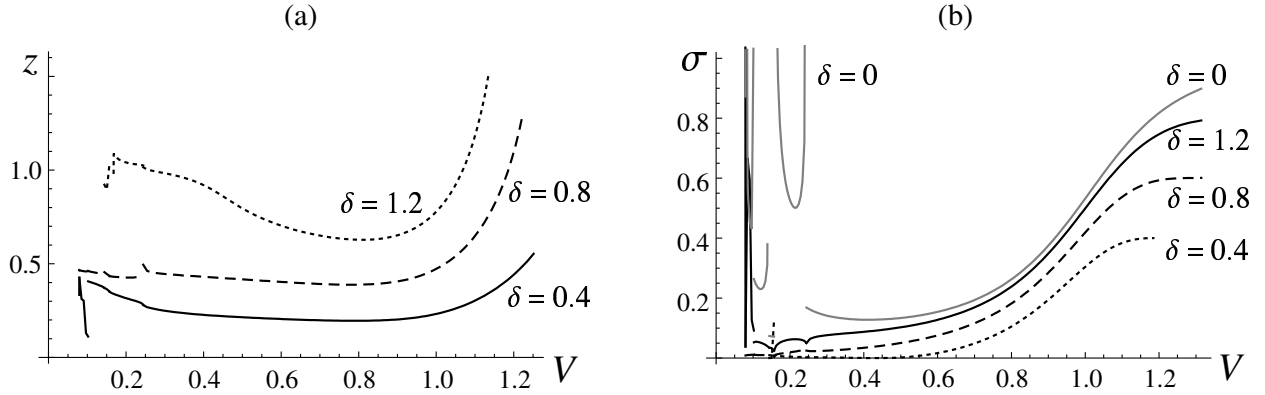 (a)
z
1.0
0.5
δ = 1.2
δ = 0.8
δ = 0.4
0.2 0.4 0.6 0.8 1.0 1.2 V
(b)
σ
0.8
0.6
0.4
0.2
δ = 0
δ = 0
δ = 1.2
δ = 0.8
δ = 0.4
0.2 0.4 0.6 0.8 1.0 1.2 V